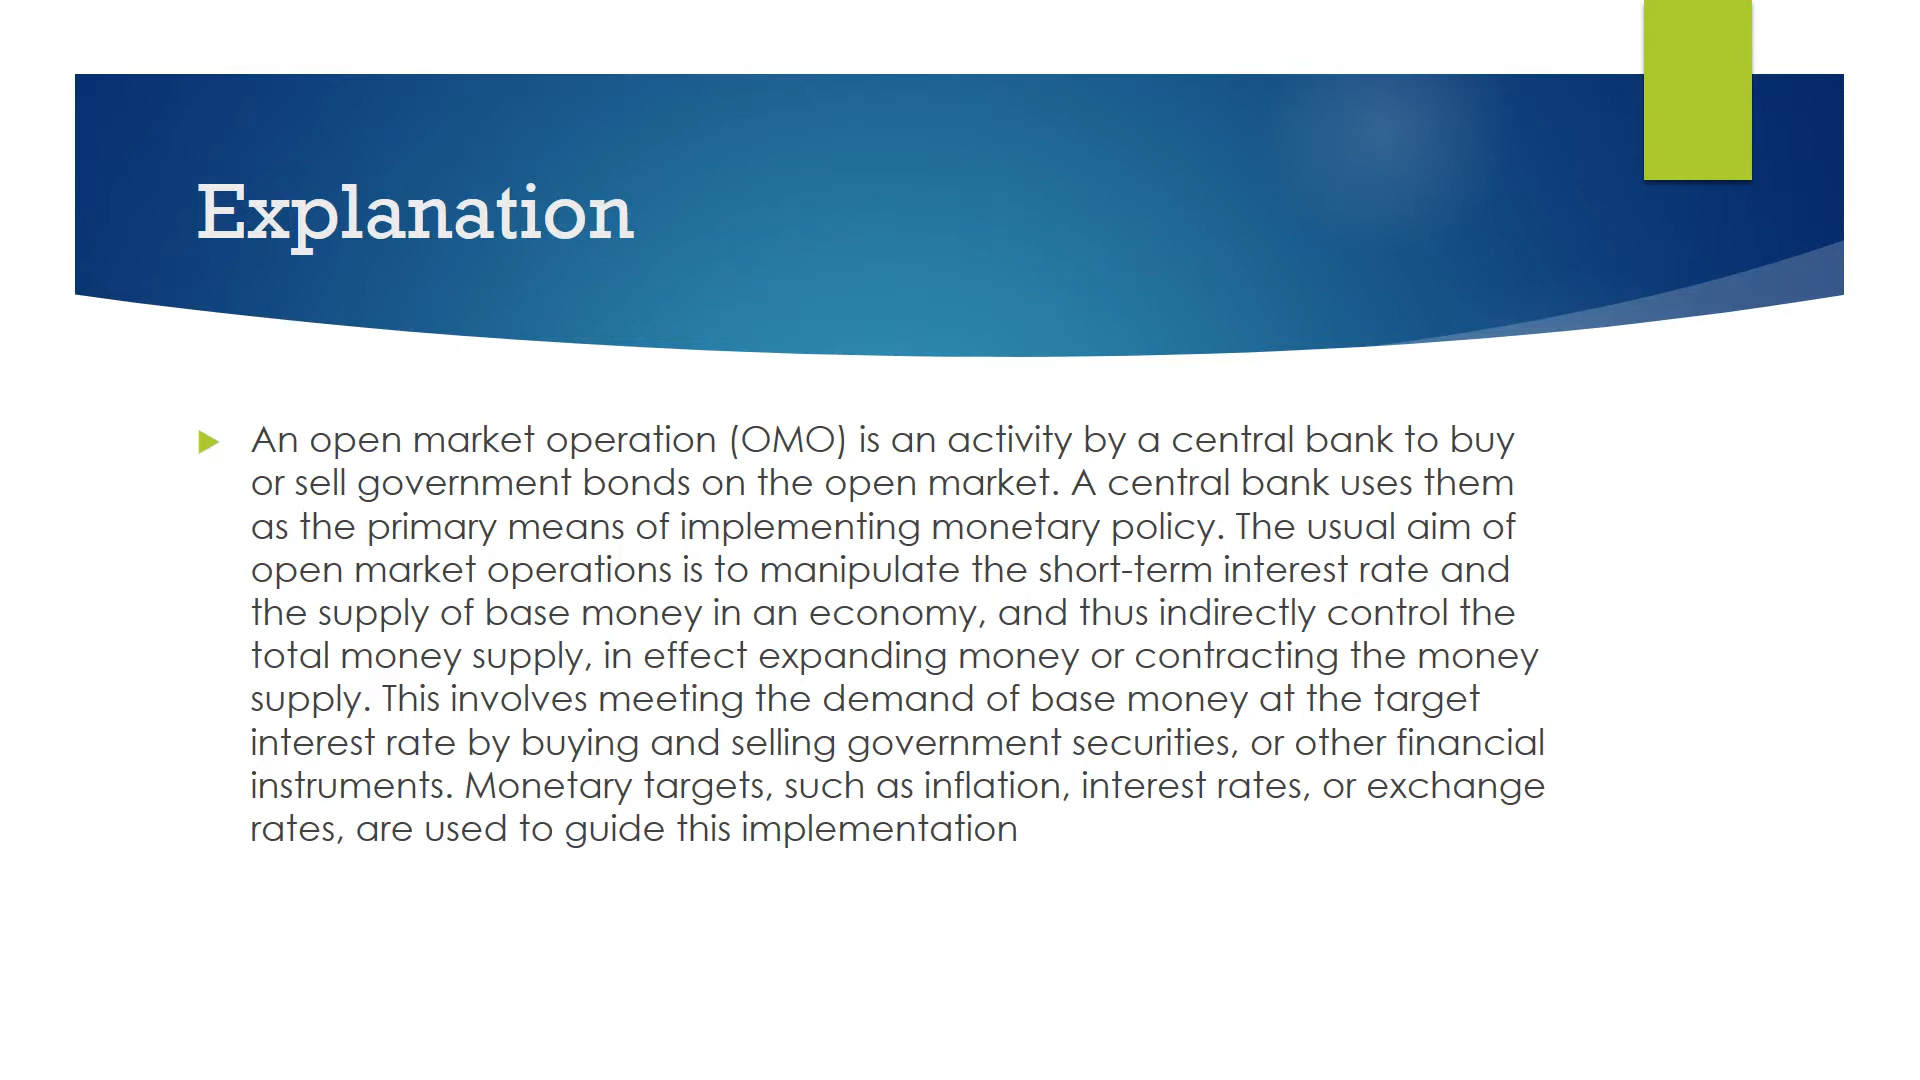 Explanation
An open market operation (OMO) is an activity by a central bank to buy
or sell government bonds on the open market. A central bank uses them
as the primary means of implementing monetary policy. The usual aim of
open market operations is to manipulate the short-term interest rate and
the supply of base money in an economy, and thus indirectly control the
total money supply, in effect expanding money or contracting the money
supply. This involves meeting the demand of base money at the target
interest rate by buying and selling government securities, or other financial
instruments. Monetary targets, such as inflation, interest rates, or exchange
rates, are used to guide this implementation